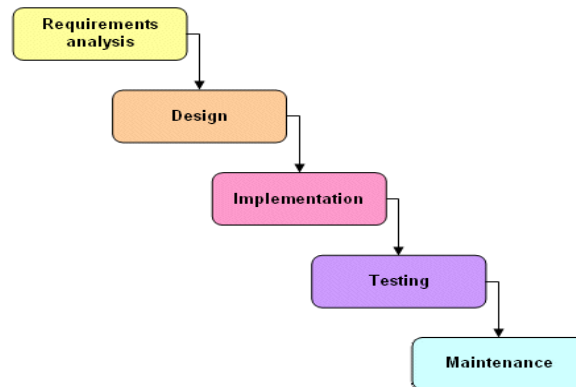 Requirements
analysis
Design
Implementation
Testing
Maintenance